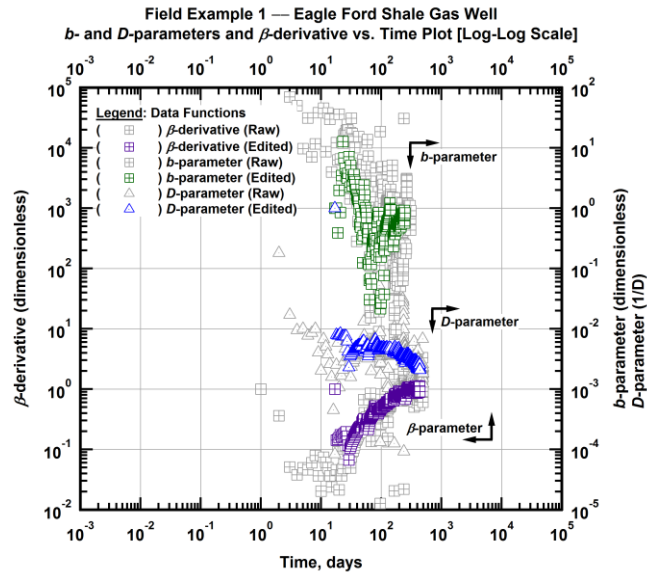 Field Example 1 — Eagle Ford Shale Gas Well
b- and D-parameters and β-derivative vs. Time Plot [Log-Log Scale]
10⁻³ 10⁻² 10⁻¹ 10⁰ 10¹ 10² 10³ 10⁴ 10⁵
10⁵ 10⁴ 10³ 10² 10¹ 10⁰ 10⁻¹ 10⁻²
β-derivative (dimensionless)
Legend: Data Functions
( ) β-derivative (Raw)
( ) β-derivative (Edited)
( ) b-parameter (Raw)
( ) b-parameter (Edited)
( ) D-parameter (Raw)
( ) D-parameter (Edited)
b-parameter
D-parameter
β-parameter
10² 10¹ 10⁰ 10⁻¹ 10⁻² 10⁻³ 10⁻⁴ 10⁻⁵
b-parameter (dimensionless)
D-parameter (1/D)
10⁻³ 10⁻² 10⁻¹ 10⁰ 10¹ 10² 10³ 10⁴ 10⁵
Time, days